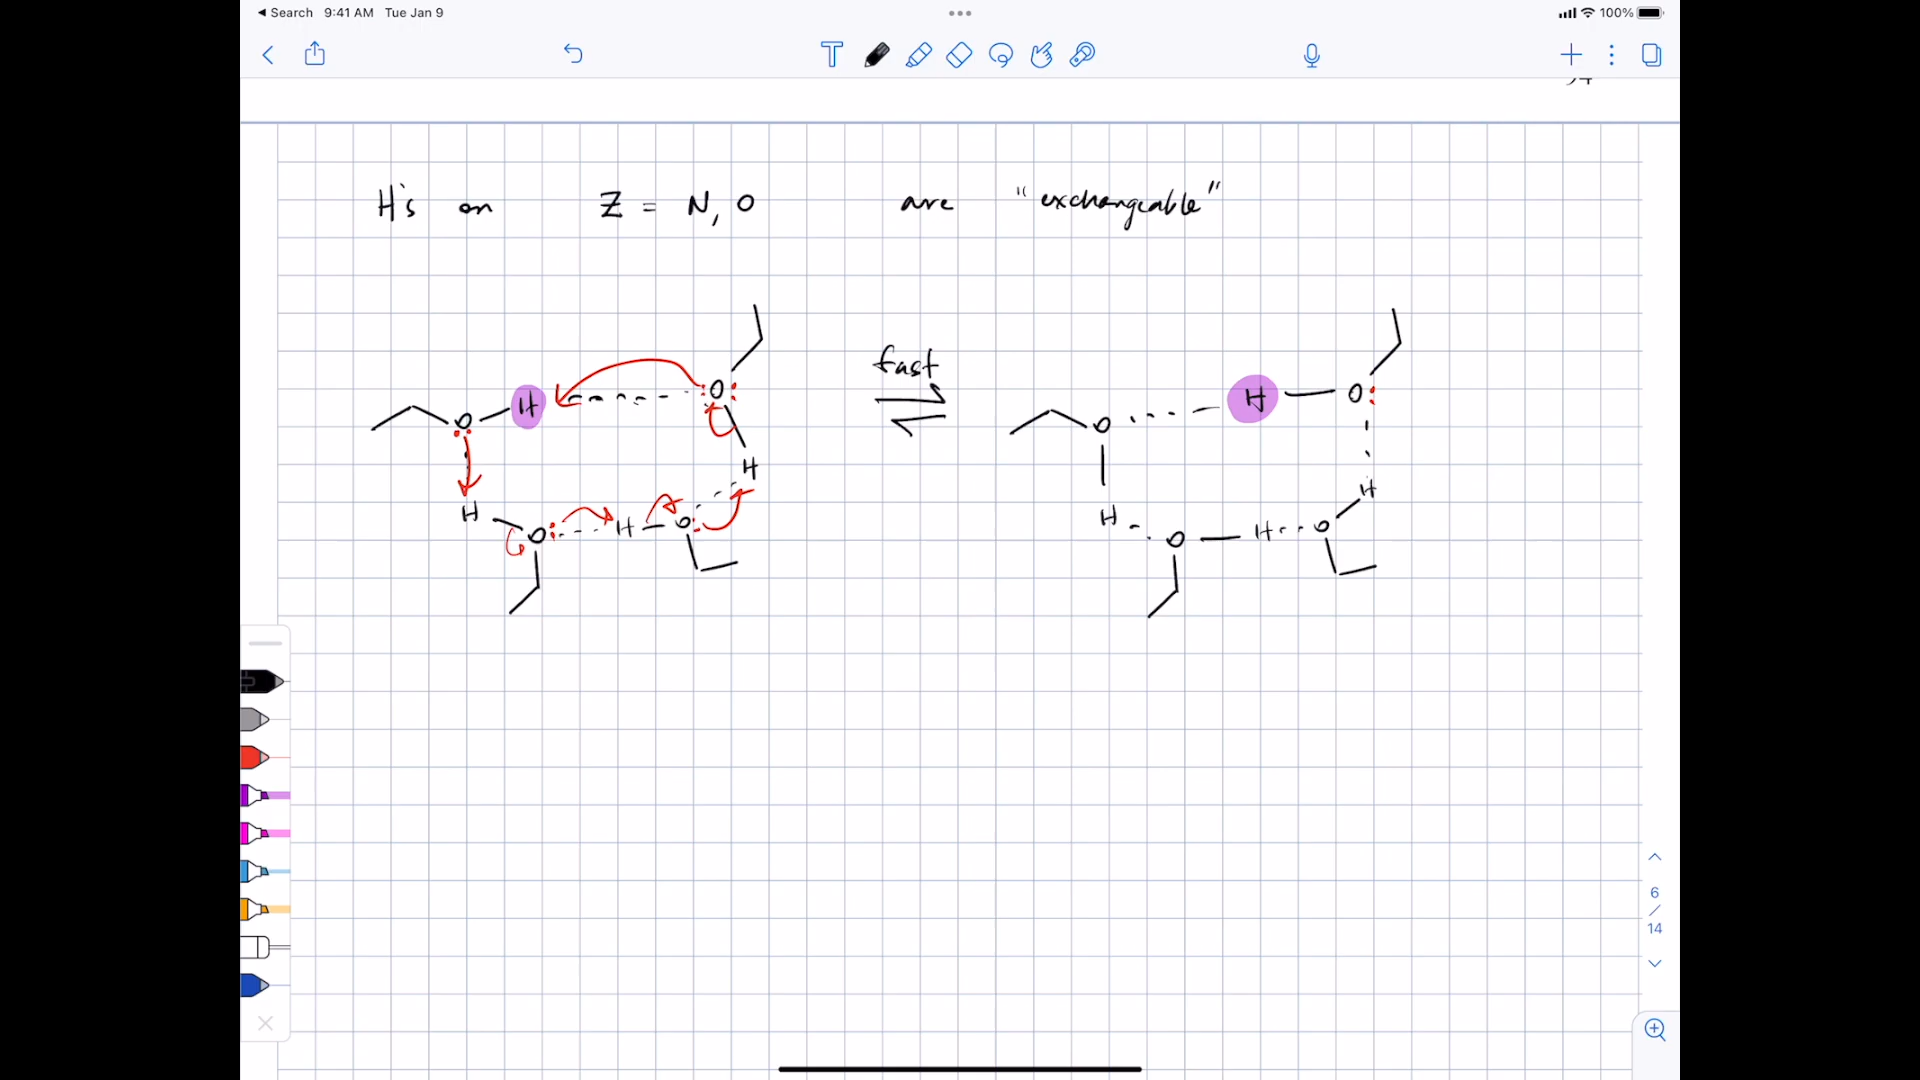 Search 9:41 AM Tue Jan 9 100%
T
H's on Z = N, O are "exchangeable"
fast
O H O H O H
H O H O H
H O H O
H O H O
6
/
14